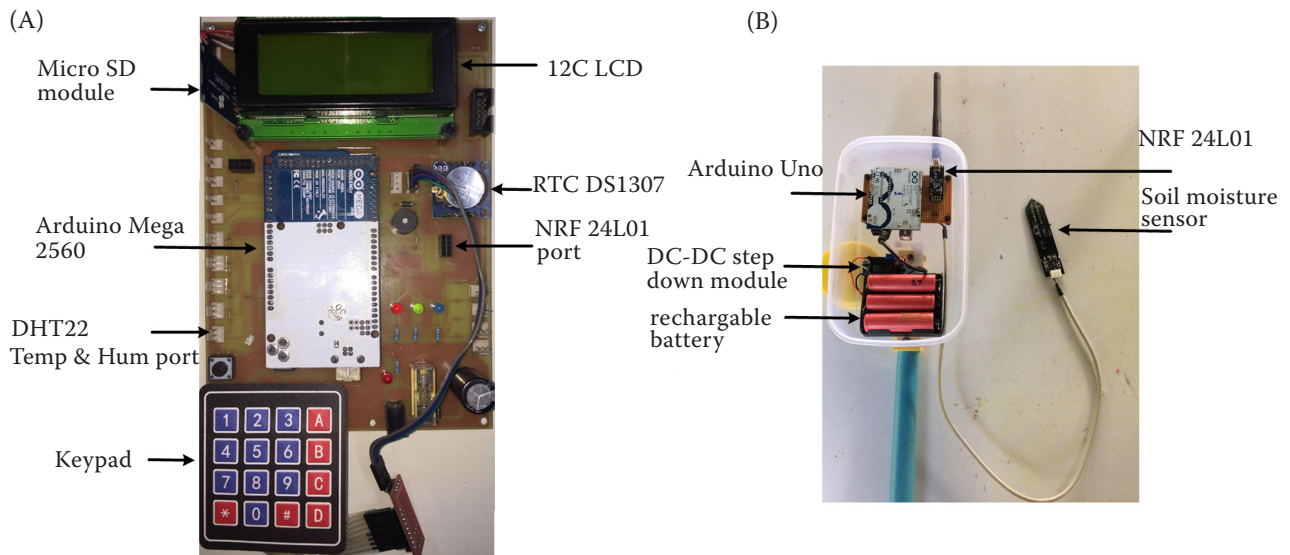 (A)
Micro SD
module
12C LCD
RTC DS1307
Arduino Mega
2560
NRF 24L01
port
DHT22
Temp & Hum port
Keypad
1 2 3 A
4 5 6 B
7 8 9 C
* 0 # D
MEGA
(B)
NRF 24L01
Arduino Uno
Soil moisture
sensor
DC-DC step
down module
rechargable
battery